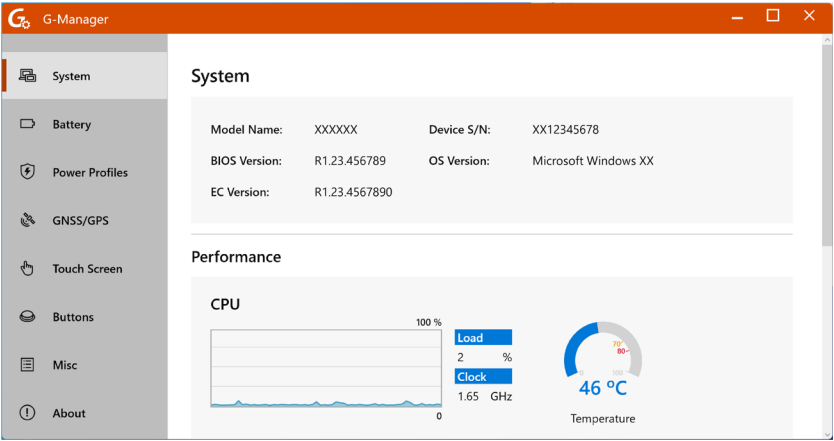 G-Manager
System
Battery
Power Profiles
GNSS/GPS
Touch Screen
Buttons
Misc
About
System
Model Name: XXXXXX Device S/N: XX12345678
BIOS Version: R1.23.456789 OS Version: Microsoft Windows XX
EC Version: R1.23.4567890
Performance
CPU
100 %
Load
2 %
Clock
1.65 GHz
0
70°
80°
0 100
46 °C
Temperature